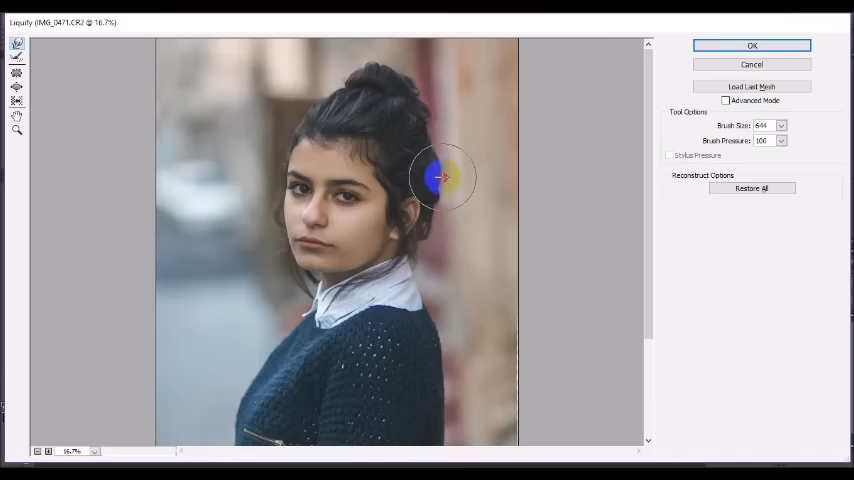 Liquify (IMG_0471.CR2 @ 16.7%)
OK
Cancel
Load Last Mesh
Advanced Mode
Tool Options
Brush Size: 644
Brush Pressure: 100
Stylus Pressure
Reconstruct Options
Restore All
16.7%